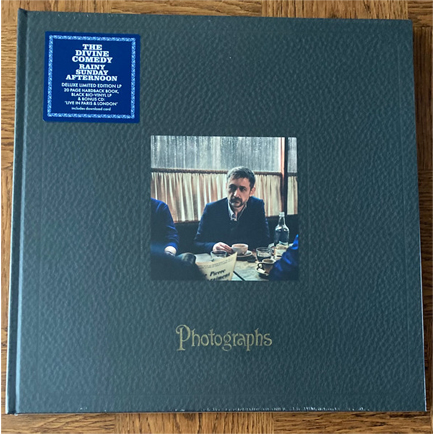 THE
DIVINE
COMEDY
RAINY
SUNDAY
AFTERNOON
DELUXE LIMITED EDITION LP
20 PAGE HARDBACK BOOK,
BLACK BIO-VINYL LP
& BONUS CD
'LIVE IN PARIS & LONDON'
includes download card
Photographs